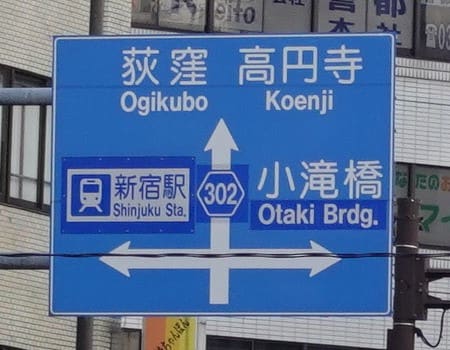 荻窪 高円寺
Ogikubo Koenji
新宿駅
Shinjuku Sta.
302
小滝橋
Otaki Brdg.